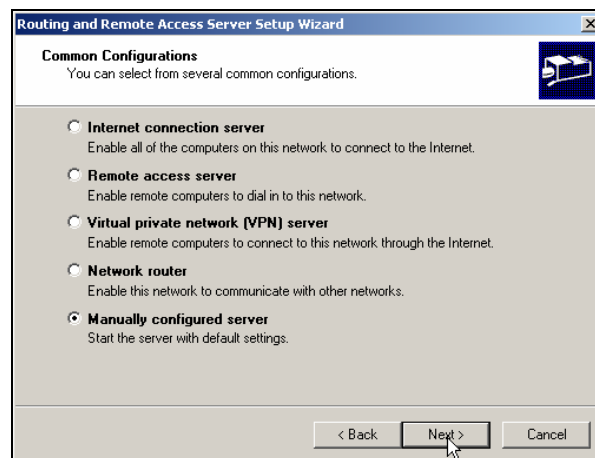 Routing and Remote Access Server Setup Wizard
Common Configurations
You can select from several common configurations.
Internet connection server
Enable all of the computers on this network to connect to the Internet.
Remote access server
Enable remote computers to dial in to this network.
Virtual private network (VPN) server
Enable remote computers to connect to this network through the Internet.
Network router
Enable this network to communicate with other networks.
Manually configured server
Start the server with default settings.
< Back Next > Cancel